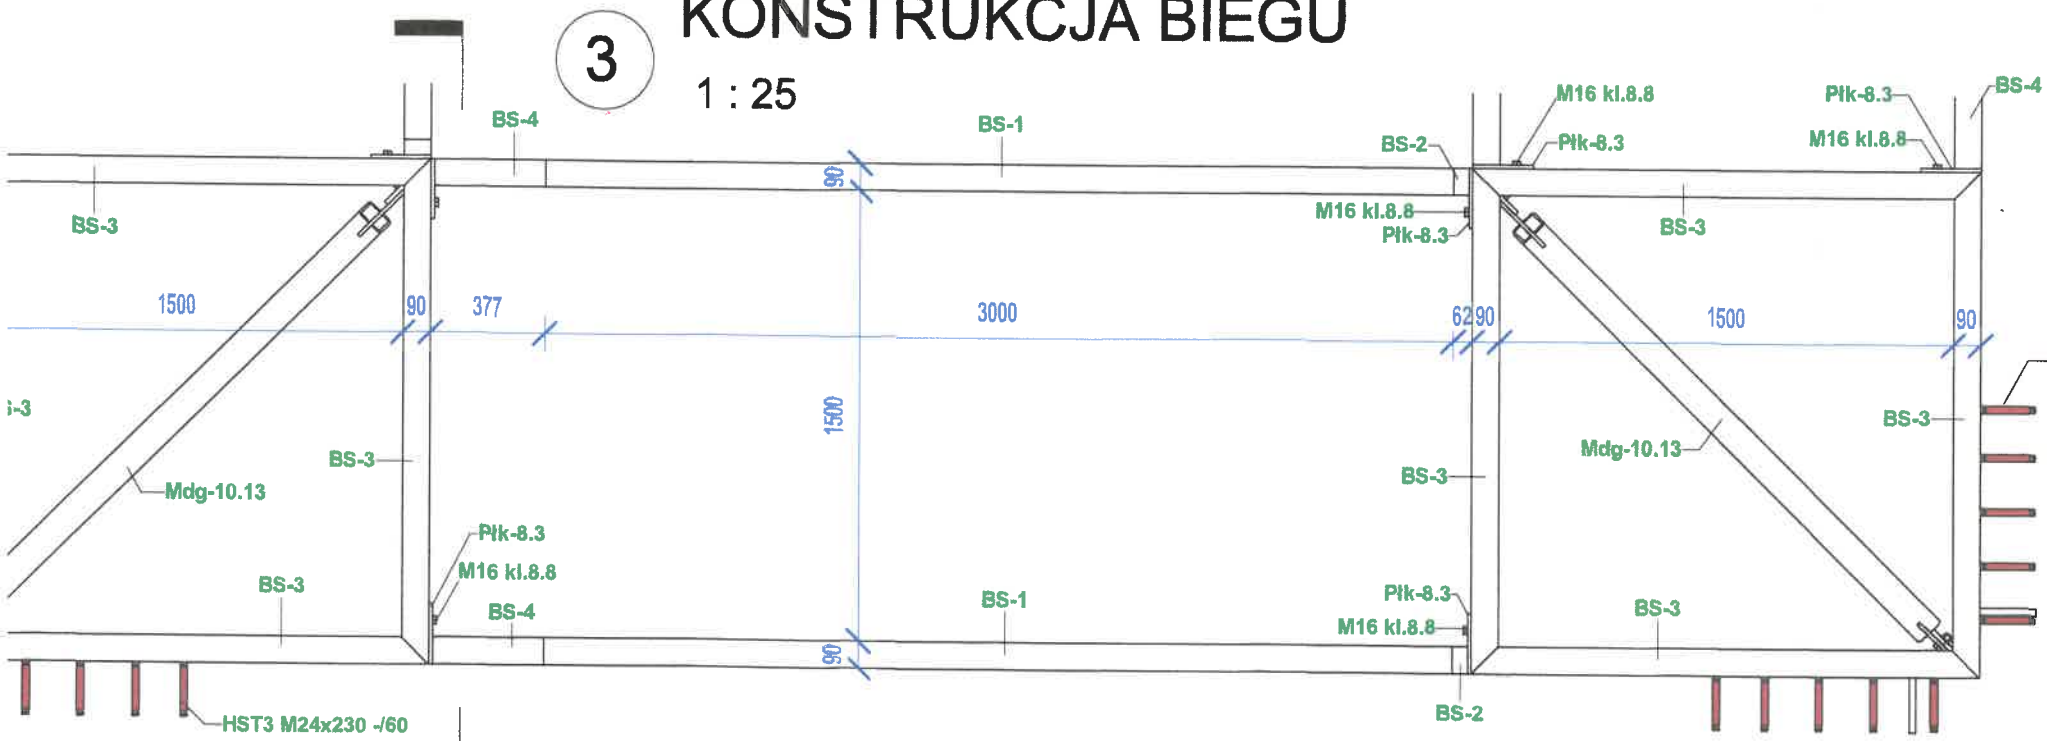 KONSTRUKCJA BIEGU
3
1 : 25
BS-4
BS-1
BS-2
M16 kl.8.8
Płk-8.3
Płk-8.3
M16 kl.8.8
BS-4
90
BS-3
M16 kl.8.8
Płk-8.3
BS-3
1500
90
377
3000
62
90
1500
90
1500
BS-3
Mdg-10.13
BS-3
Mdg-10.13
BS-3
BS-3
Płk-8.3
M16 kl.8.8
BS-3
BS-4
BS-1
Płk-8.3
M16 kl.8.8
BS-3
90
HST3 M24x230 -/60
BS-2